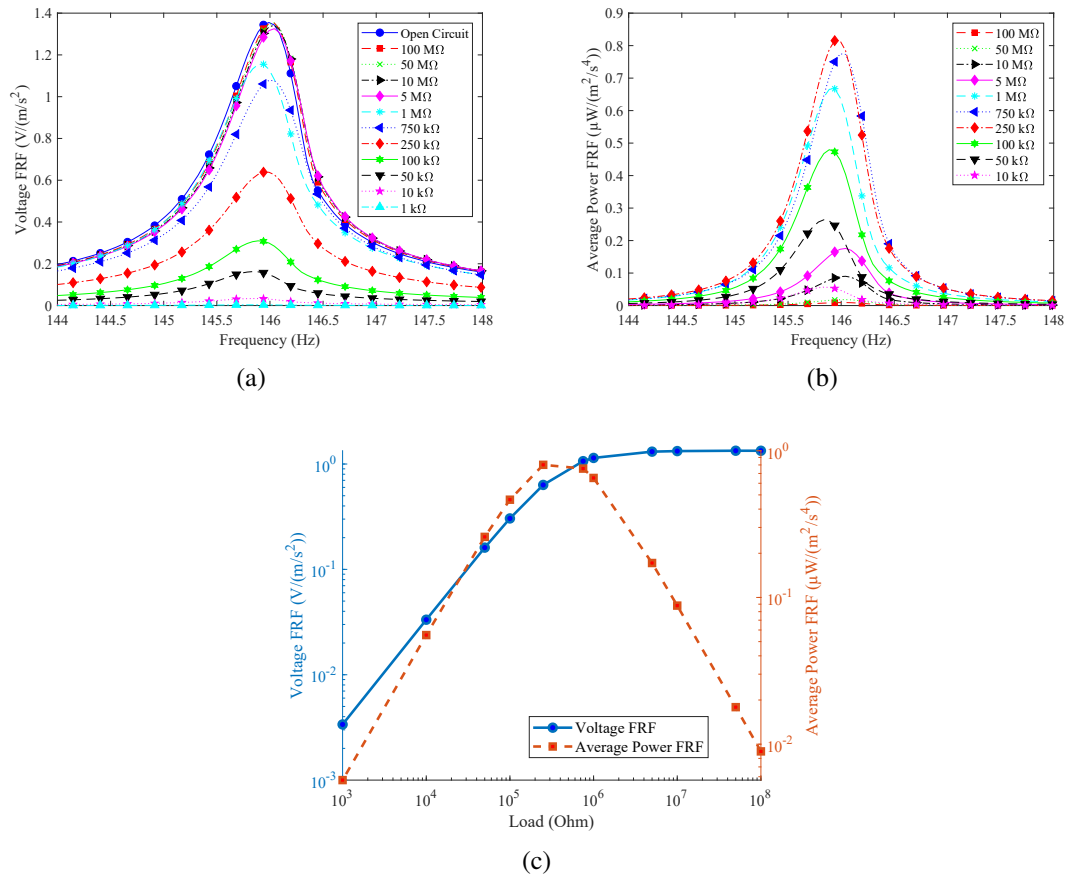 1.4
1.2
1
0.8
0.6
0.4
0.2
0
Voltage FRF (V/(m/s²))
144 144.5 145 145.5 146 146.5 147 147.5 148
Frequency (Hz)
Open Circuit
100 MΩ
50 MΩ
10 MΩ
5 MΩ
1 MΩ
750 kΩ
250 kΩ
100 kΩ
50 kΩ
10 kΩ
1 kΩ
(a)
0.9
0.8
0.7
0.6
0.5
0.4
0.3
0.2
0.1
0
Average Power FRF (μW/(m²/s⁴)
144 144.5 145 145.5 146 146.5 147 147.5 148
Frequency (Hz)
100 MΩ
50 MΩ
10 MΩ
5 MΩ
1 MΩ
750 kΩ
250 kΩ
100 kΩ
50 kΩ
10 kΩ
(b)
10⁰
10⁻¹
10⁻²
10⁻³
Voltage FRF (V/(m/s²))
10³ 10⁴ 10⁵ 10⁶ 10⁷ 10⁸
Load (Ohm)
Voltage FRF
Average Power FRF
10⁰
10⁻¹
10⁻²
Average Power FRF (μW/(m²/s⁴))
(c)